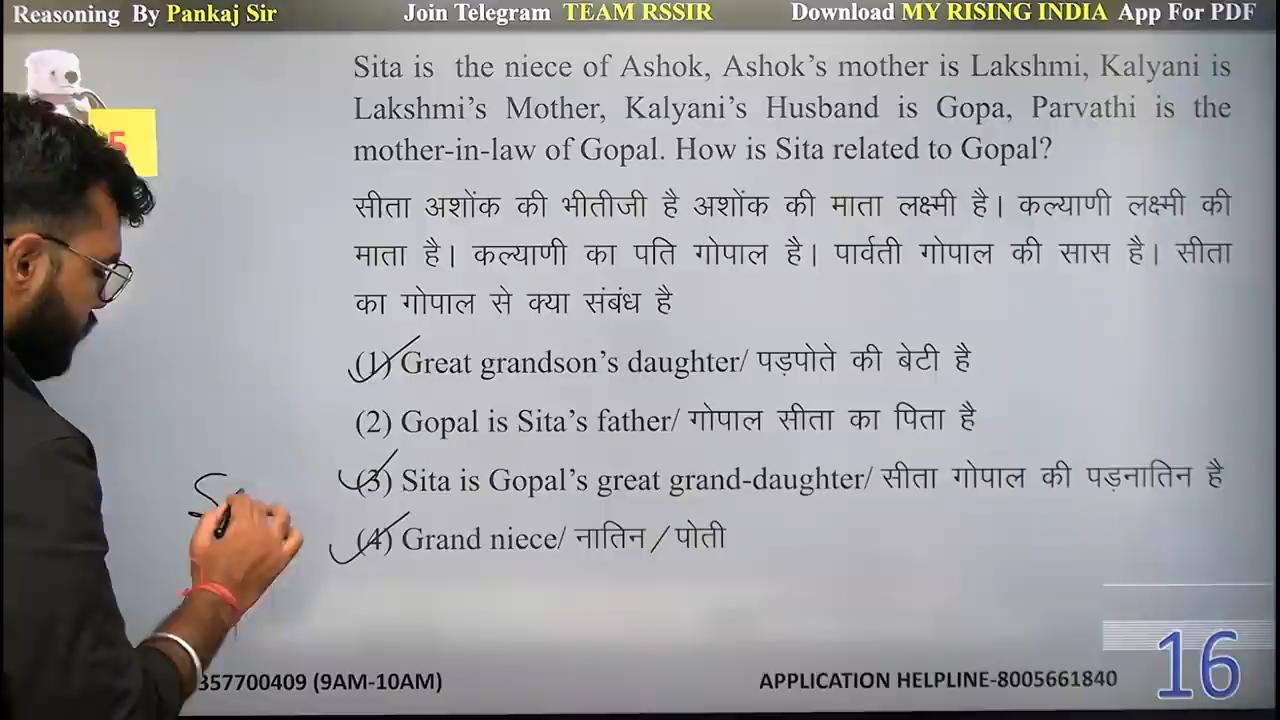 Reasoning By Pankaj Sir Join Telegram TEAM RSSIR Download MY RISING INDIA App For PDF
5
Sita is the niece of Ashok, Ashok’s mother is Lakshmi, Kalyani is
Lakshmi’s Mother, Kalyani’s Husband is Gopa, Parvathi is the
mother-in-law of Gopal. How is Sita related to Gopal?
सीता अशोंक की भीतीजी है अशोंक की माता लक्ष्मी है। कल्याणी लक्ष्मी की
माता है। कल्याणी का पति गोपाल है। पार्वती गोपाल की सास है। सीता
का गोपाल से क्या संबंध है
(1) Great grandson’s daughter/ पड़पोते की बेटी है
(2) Gopal is Sita’s father/ गोपाल सीता का पिता है
(3) Sita is Gopal’s great grand-daughter/ सीता गोपाल की पड़नातिन है
(4) Grand niece/ नातिन / पोती
S
16
357700409 (9AM-10AM) APPLICATION HELPLINE-8005661840